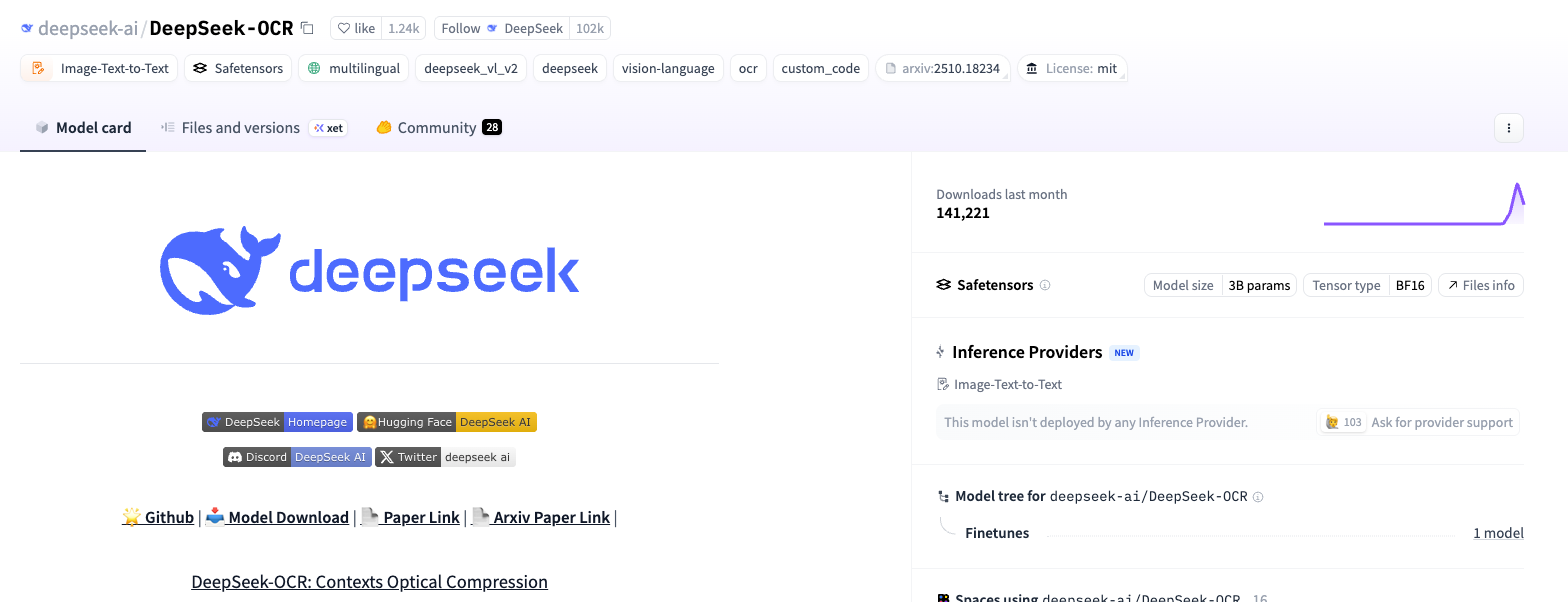 deepseek-ai/DeepSeek-OCR like 1.24k Follow DeepSeek 102k
Image-Text-to-Text Safetensors multilingual deepseek_vl_v2 deepseek vision-language ocr custom_code arxiv:2510.18234 License: mit
Model card Files and versions xet Community 28
Downloads last month
141,221
deepseek
Safetensors Model size 3B params Tensor type BF16 Files info
Inference Providers NEW
Image-Text-to-Text
This model isn't deployed by any Inference Provider. 103 Ask for provider support
DeepSeek Homepage Hugging Face DeepSeek AI
Discord DeepSeek AI Twitter deepseek ai
Model tree for deepseek-ai/DeepSeek-OCR
Github | Model Download | Paper Link | Arxiv Paper Link |
Finetunes 1 model
DeepSeek-OCR: Contexts Optical Compression
Spaces using deepseek-ai/DeepSeek-OCR 16